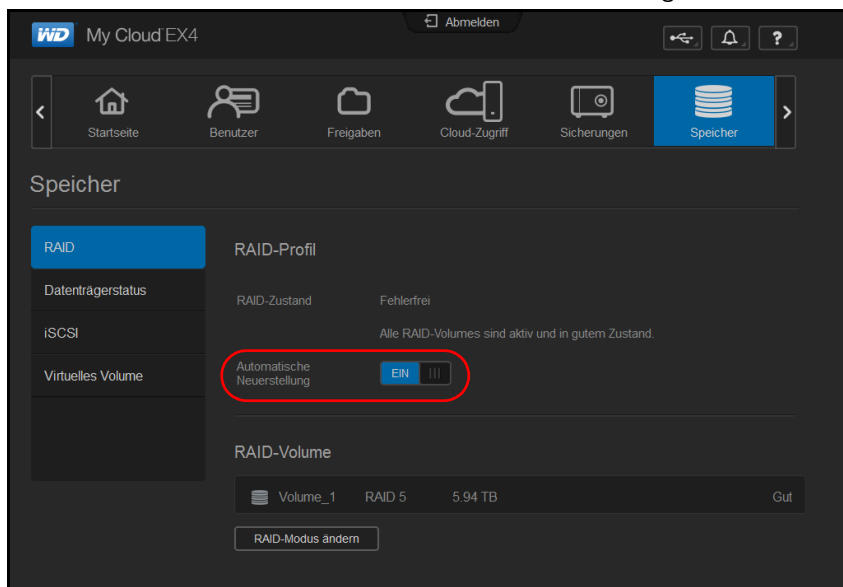 WD My Cloud EX4
Abmelden
?
Startseite
Benutzer
Freigaben
Cloud-Zugriff
Sicherungen
Speicher
Speicher
RAID
Datenträgerstatus
iSCSI
Virtuelles Volume
RAID-Profil
RAID-Zustand Fehlerfrei
Alle RAID-Volumes sind aktiv und in gutem Zustand.
Automatische
Neuerstellung
EIN
RAID-Volume
Volume_1 RAID 5 5.94 TB Gut
RAID-Modus ändern